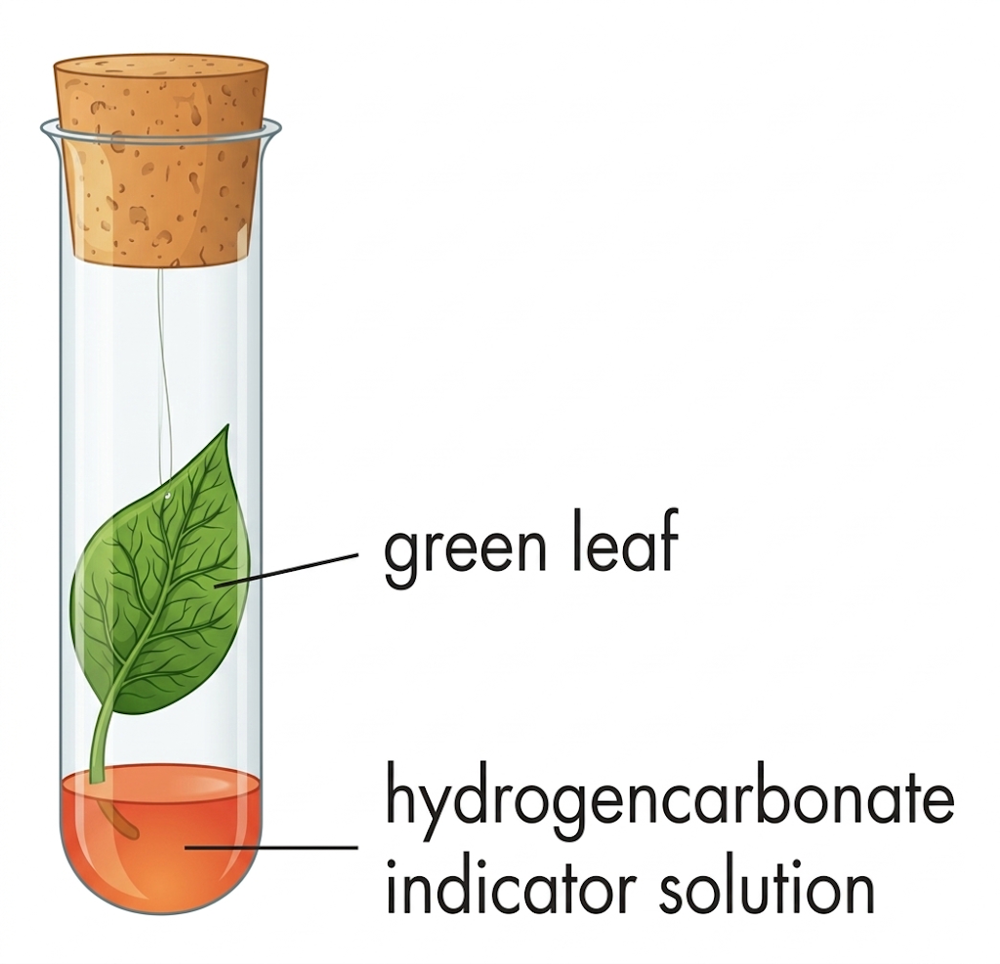 green leaf
hydrogencarbonate
indicator solution